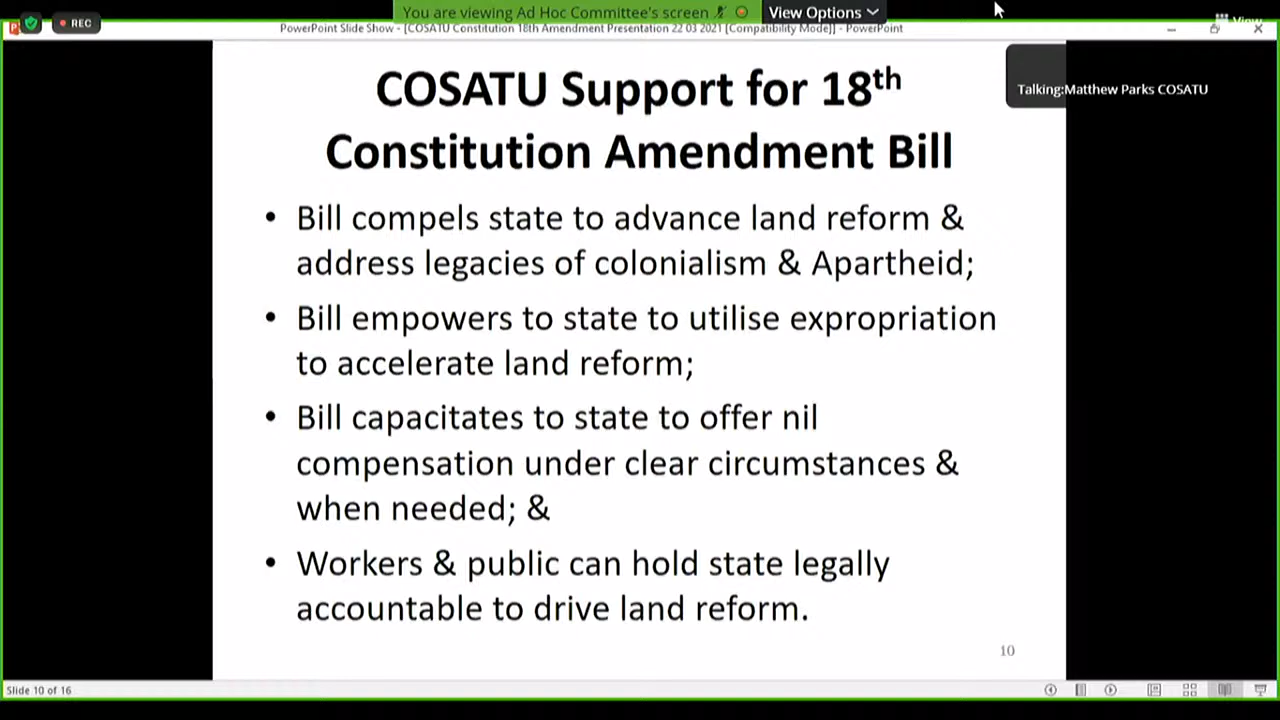 You are viewing Ad Hoc Committee's screen
View Options
REC
View
PowerPoint Slide Show - [COSATU Constitution 18th Amendment Presentation 22 03 2021 [Compatibility Mode]] - PowerPoint
Talking:Matthew Parks COSATU
COSATU Support for 18th
Constitution Amendment Bill
• Bill compels state to advance land reform &
address legacies of colonialism & Apartheid;
• Bill empowers to state to utilise expropriation
to accelerate land reform;
• Bill capacitates to state to offer nil
compensation under clear circumstances &
when needed; &
• Workers & public can hold state legally
accountable to drive land reform.
10
Slide 10 of 16